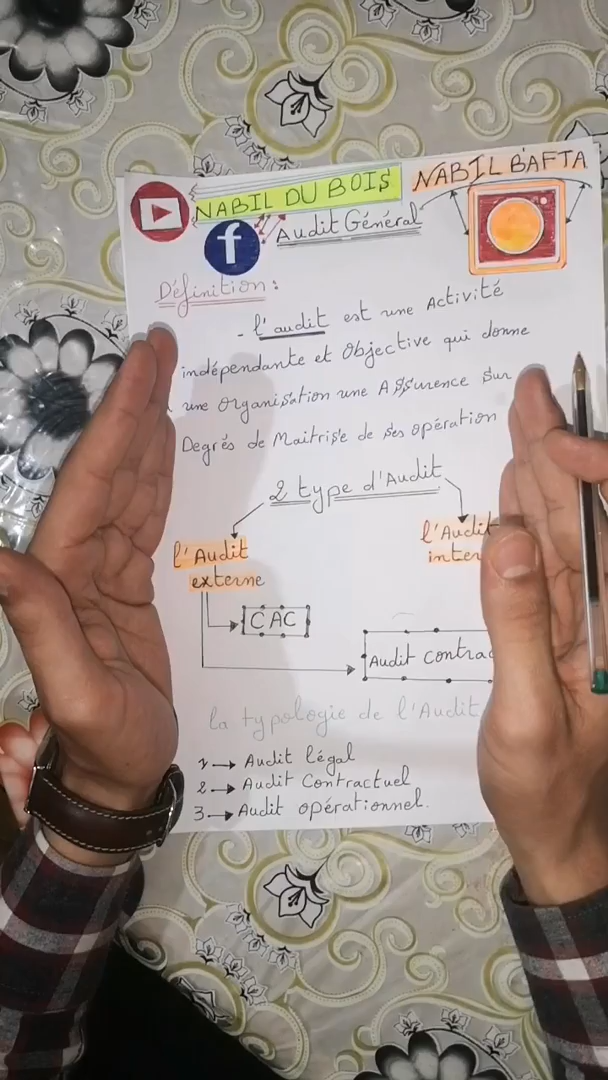 NABIL DU BOIS
NABIL BAFTA
f
Audit Général
Définition:
- l'audit est une Activité
indépendante et Objective qui donne
une Organisation une Assurence Sur
Degrés de Maitrise de ses opération
2 type d'Audit
l'Audit
externe
l'Audit
inter
CAC
Audit Contrac
la typologie de l'Audit
1 → Audit légal
2 → Audit Contractuel
3 → Audit opérationnel.